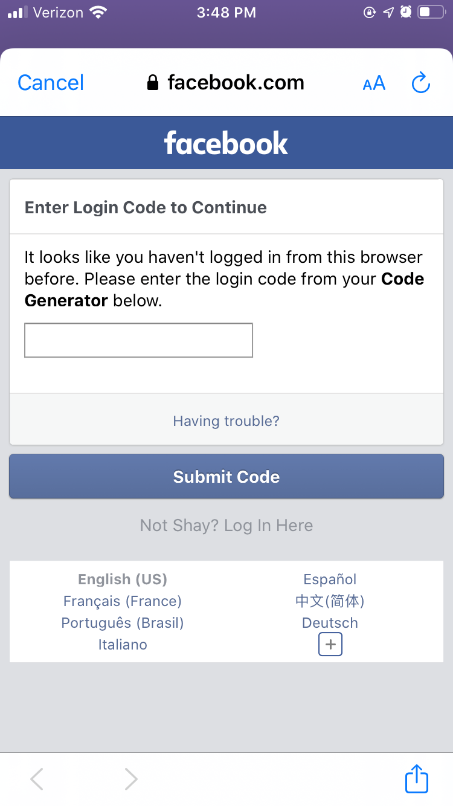 Verizon 3:48 PM
Cancel facebook.com AA
facebook
Enter Login Code to Continue
It looks like you haven't logged in from this browser
before. Please enter the login code from your Code
Generator below.
Having trouble?
Submit Code
Not Shay? Log In Here
English (US) Español
Français (France) 中文(简体)
Português (Brasil) Deutsch
Italiano +